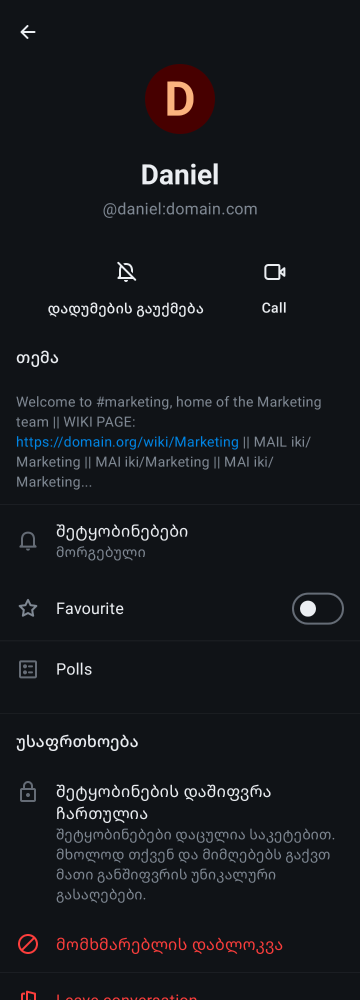 D
Daniel
@daniel:domain.com
დადუმების გაუქმება
Call
თემა
Welcome to #marketing, home of the Marketing
team || WIKI PAGE:
https://domain.org/wiki/Marketing || MAIL iki/
Marketing || MAI iki/Marketing || MAI iki/
Marketing...
შეტყობინებები
მორგებული
Favourite
Polls
უსაფრთხოება
შეტყობინების დაშიფვრა
ჩართულია
შეტყობინებები დაცულია საკეტებით.
მხოლოდ თქვენ და მიმღებებს გაქვთ
მათი განშიფვრის უნიკალური
გასაღებები.
მომხმარებლის დაბლოკვა
Leave conversation